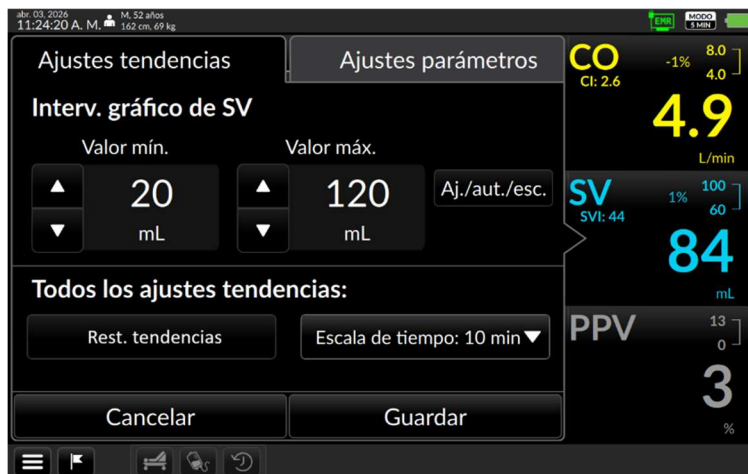 abr. 03, 2026
11:24:20 A. M.
M, 52 años
162 cm, 69 kg
EMR
MODO
5 MIN
Ajustes tendencias
Ajustes parámetros
Interv. gráfico de SV
Valor mín.
Valor máx.
20
mL
120
mL
Aj./aut./esc.
Todos los ajustes tendencias:
Rest. tendencias
Escala de tiempo: 10 min
Cancelar
Guardar
CO
CI: 2.6
-1%
8.0
4.0
4.9
L/min
SV
SVI: 44
1%
100
60
84
mL
PPV
13
0
3
%